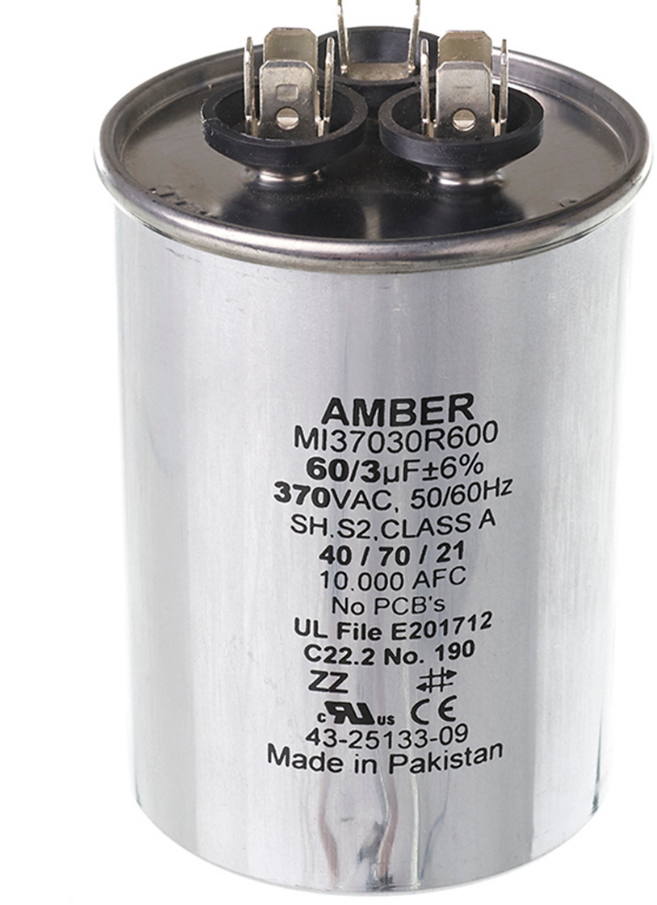 AMBER
MI37030R600
60/3µF±6%
370VAC, 50/60Hz
SH.S2,CLASS A
40 / 70 / 21
10.000 AFC
No PCB's
UL File E201712
C22.2 No. 190
ZZ
c RU us CE
43-25133-09
Made in Pakistan